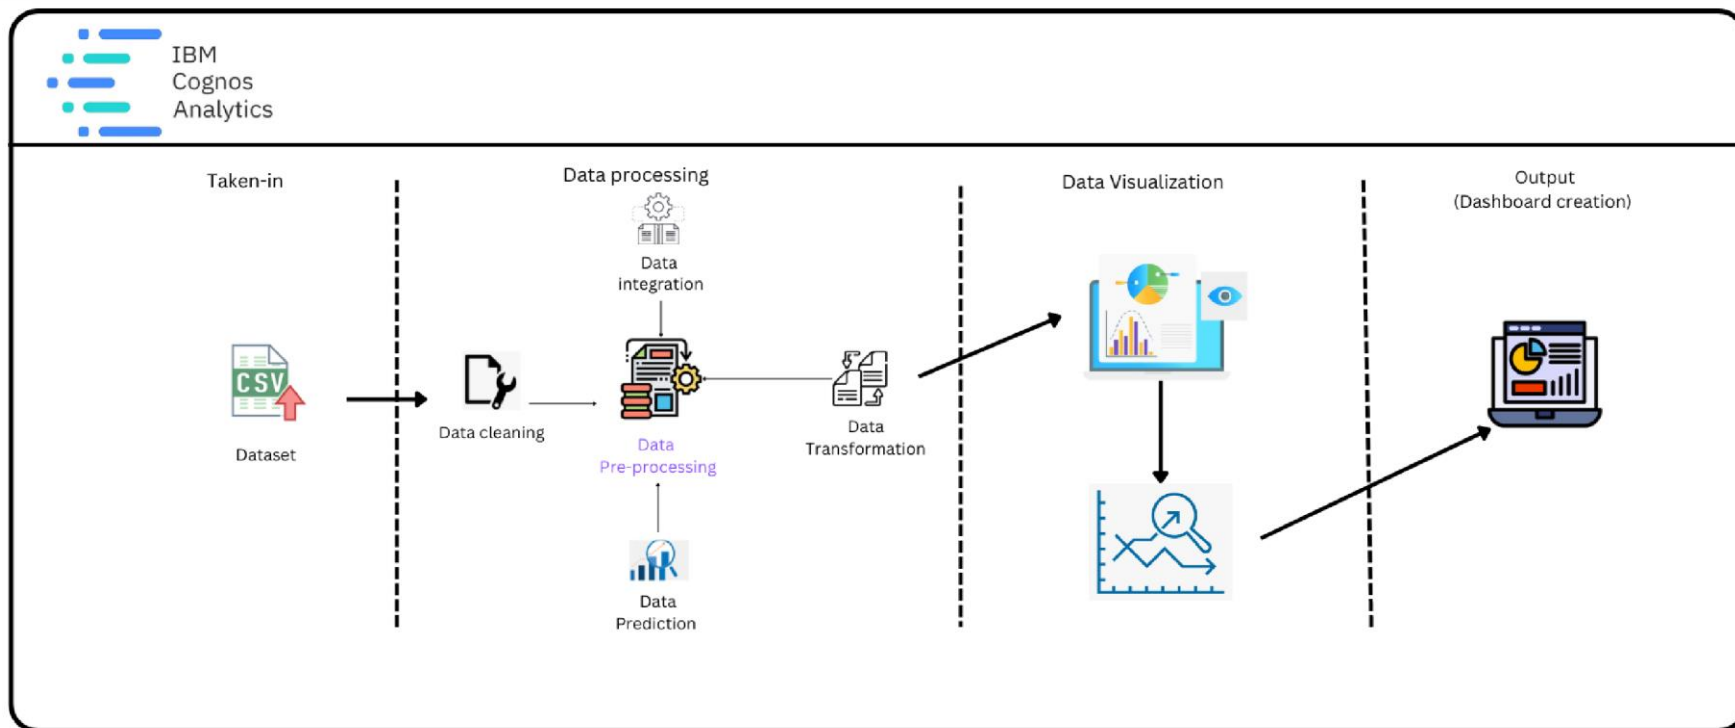 IBM
Cognos
Analytics
Taken-in
Data processing
Data Visualization
Output
(Dashboard creation)
Data
integration
CSV
Dataset
Data cleaning
Data
Pre-processing
Data
Transformation
Data
Prediction